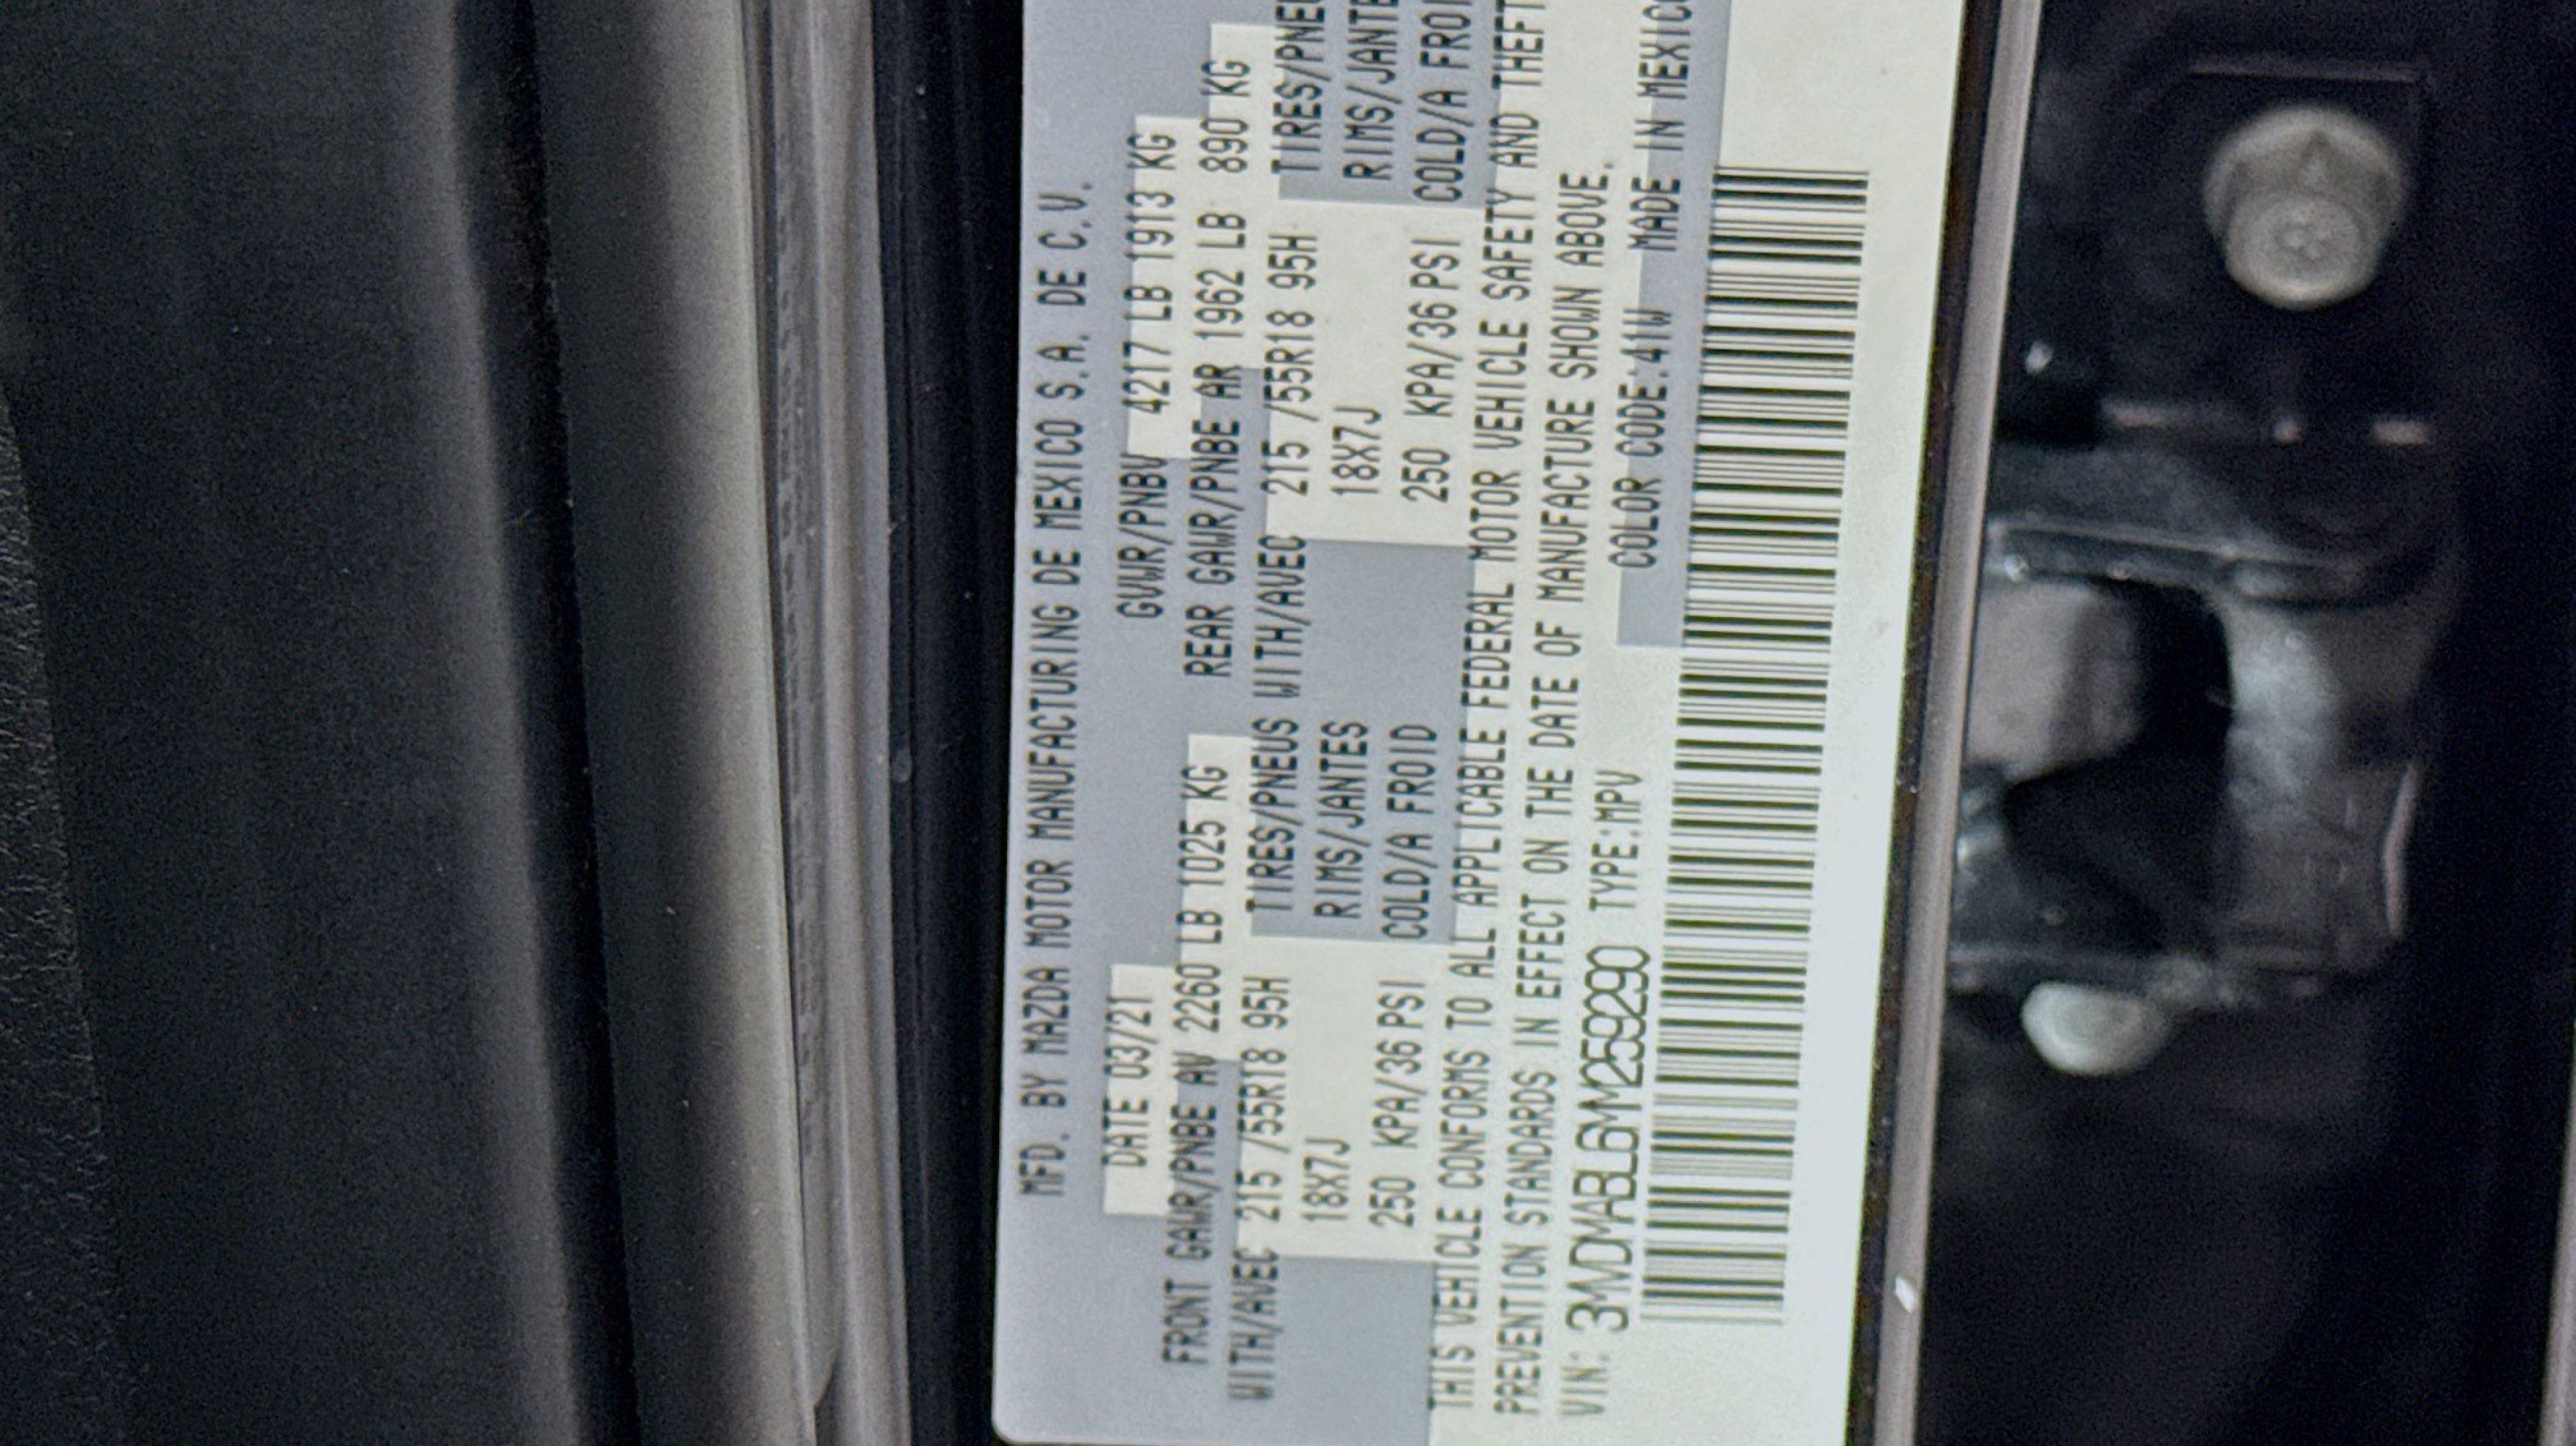 MFD. BY MAZDA MOTOR MANUFACTURING DE MEXICO S.A. DE C.V.
DATE 03/21 GVWR/PNBV 4217 LB 1913 KG
FRONT GAWR/PNBE AV 2260 LB 1025 KG REAR GAWR/PNBE AR 1962 LB 890 KG
WITH/AVEC 215 /55R18 95H TIRES/PNEUS WITH/AVEC 215 /55R18 95H TIRES/PNEU
18X7J RIMS/JANTES 18X7J RIMS/JANTE
250 KPA/36 PSI COLD/A FROID 250 KPA/36 PSI COLD/A FROI
THIS VEHICLE CONFORMS TO ALL APPLICABLE FEDERAL MOTOR VEHICLE SAFETY AND THEFT
PREVENTION STANDARDS IN EFFECT ON THE DATE OF MANUFACTURE SHOWN ABOVE.
VIN: 3MVDMABL6MM259290 TYPE:MPV COLOR CODE:41W MADE IN MEXICO